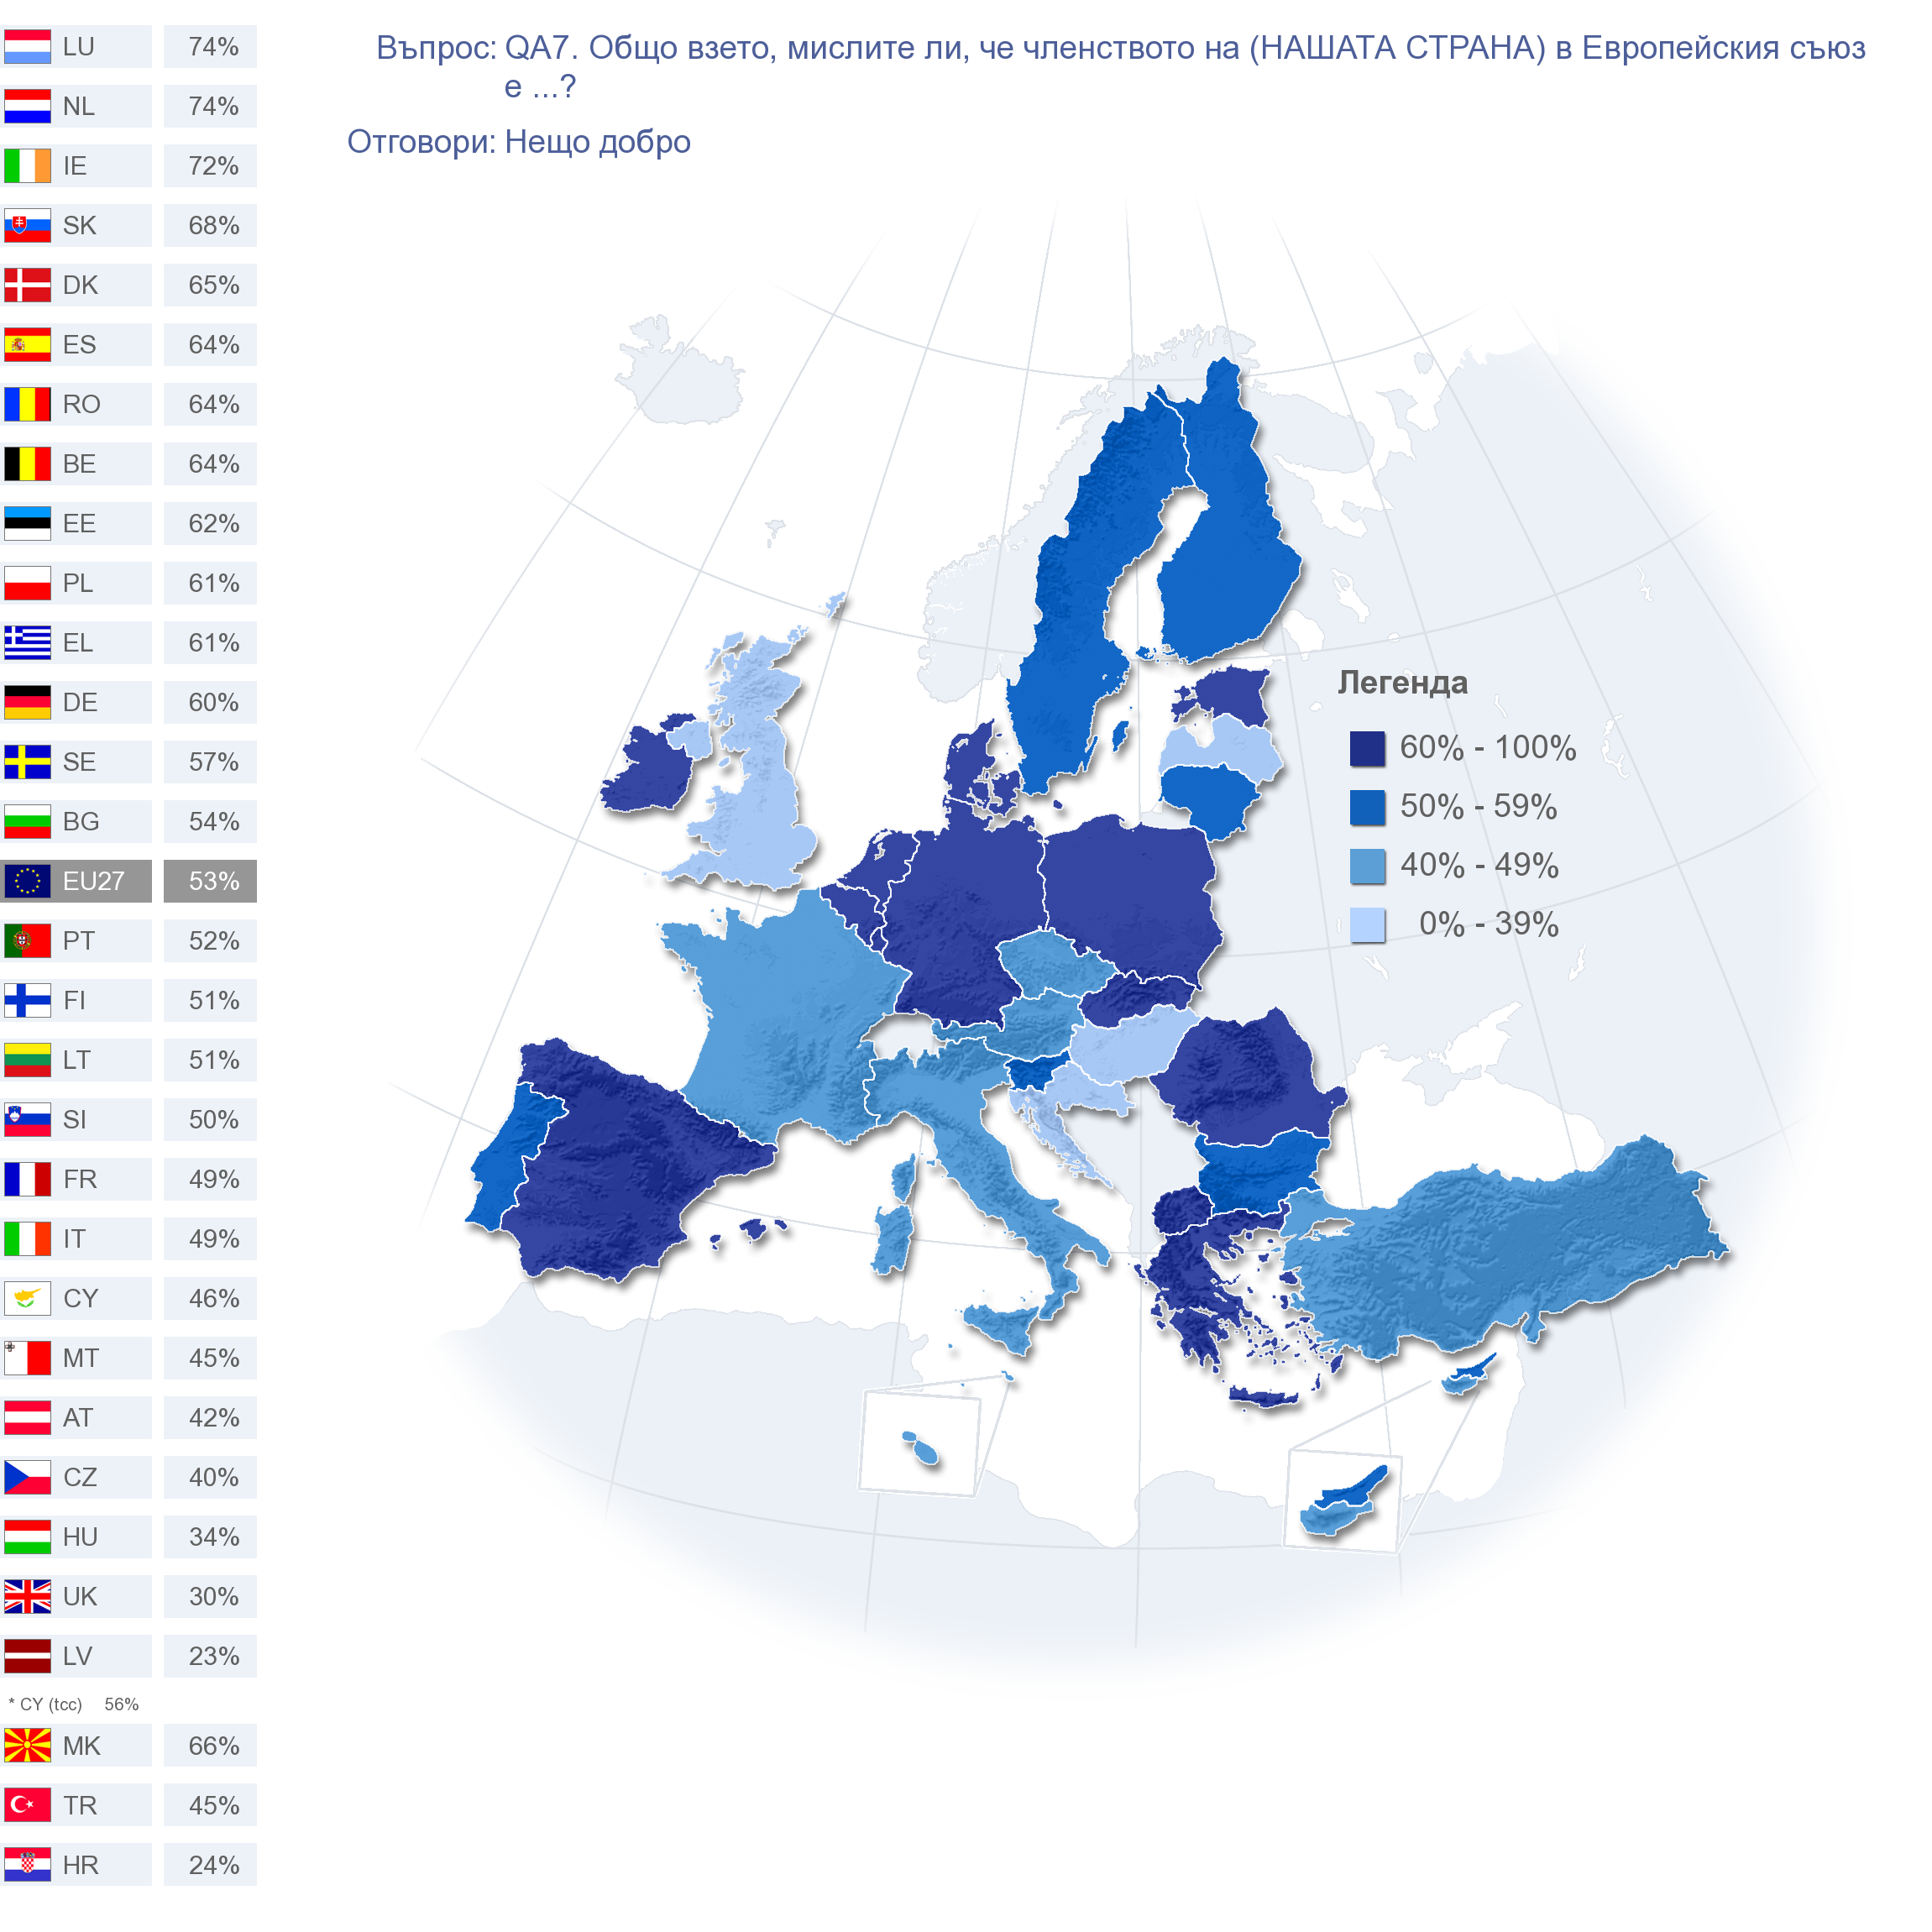 Въпрос: QA7. Общо взето, мислите ли, че членството на (НАШАТА СТРАНА) в Европейския съюз
е ...?
Отговори: Нещо добро
LU 74%
NL 74%
IE 72%
SK 68%
DK 65%
ES 64%
RO 64%
BE 64%
EE 62%
PL 61%
EL 61%
DE 60%
SE 57%
BG 54%
EU27 53%
PT 52%
FI 51%
LT 51%
SI 50%
FR 49%
IT 49%
CY 46%
MT 45%
AT 42%
CZ 40%
HU 34%
UK 30%
LV 23%
* CY (tcc) 56%
MK 66%
TR 45%
HR 24%
Легенда
60% - 100%
50% - 59%
40% - 49%
0% - 39%